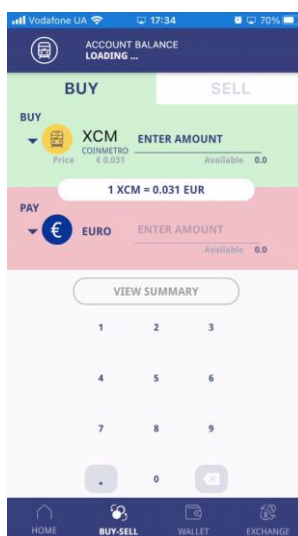 Vodafone UA 17:34 70%
ACCOUNT BALANCE
LOADING ...
BUY SELL
BUY
XCM ENTER AMOUNT
COINMETRO
Price € 0.031 Available 0.0
1 XCM = 0.031 EUR
PAY
€ EURO ENTER AMOUNT
Available 0.0
VIEW SUMMARY
1 2 3
4 5 6
7 8 9
. 0
HOME BUY-SELL WALLET EXCHANGE